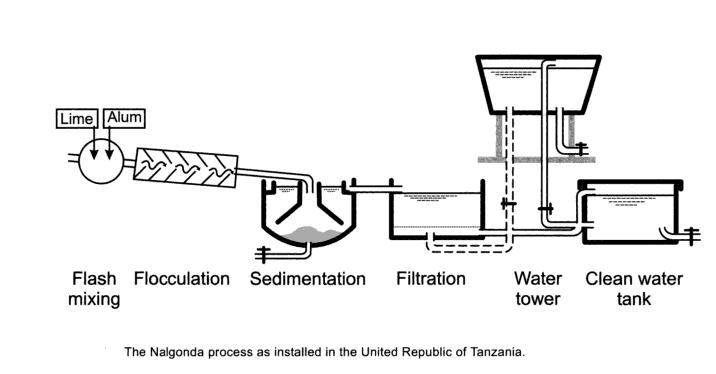 Lime Alum
Flash Flocculation Sedimentation Filtration Water Clean water
mixing tower tank
The Nalgonda process as installed in the United Republic of Tanzania.